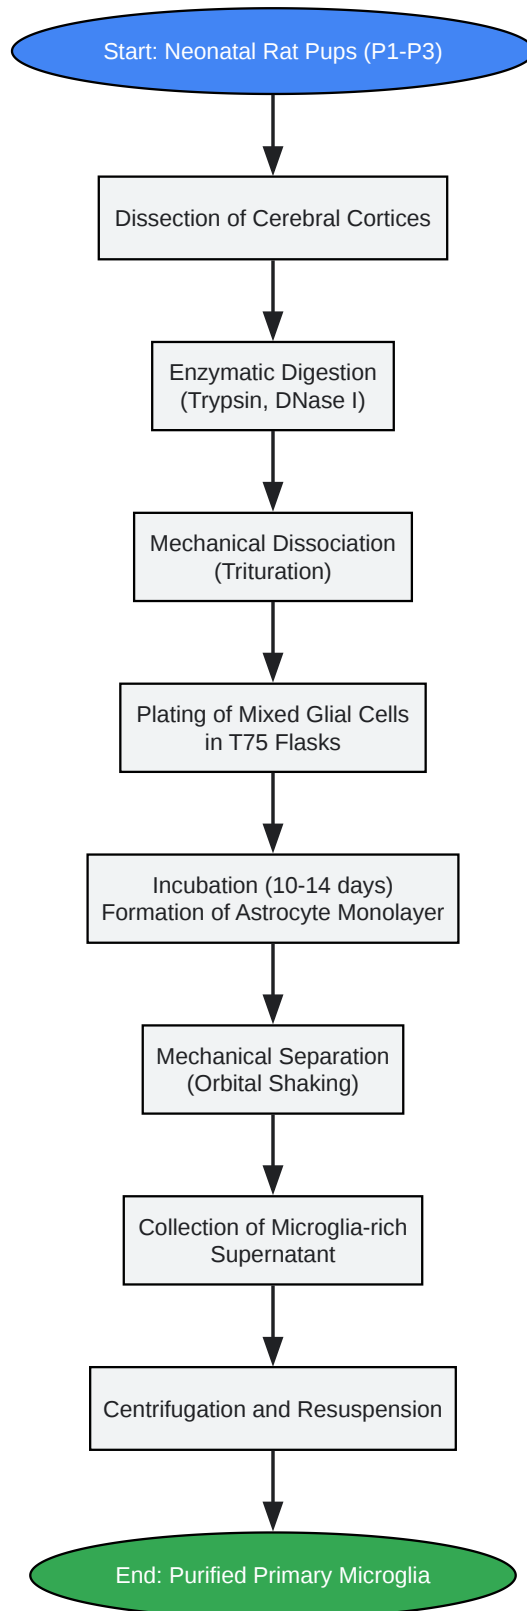 Start: Neonatal Rat Pups (P1-P3)
Dissection of Cerebral Cortices
Enzymatic Digestion
(Trypsin, DNase I)
Mechanical Dissociation
(Trituration)
Plating of Mixed Glial Cells
in T75 Flasks
Incubation (10-14 days)
Formation of Astrocyte Monolayer
Mechanical Separation
(Orbital Shaking)
Collection of Microglia-rich
Supernatant
Centrifugation and Resuspension
End: Purified Primary Microglia